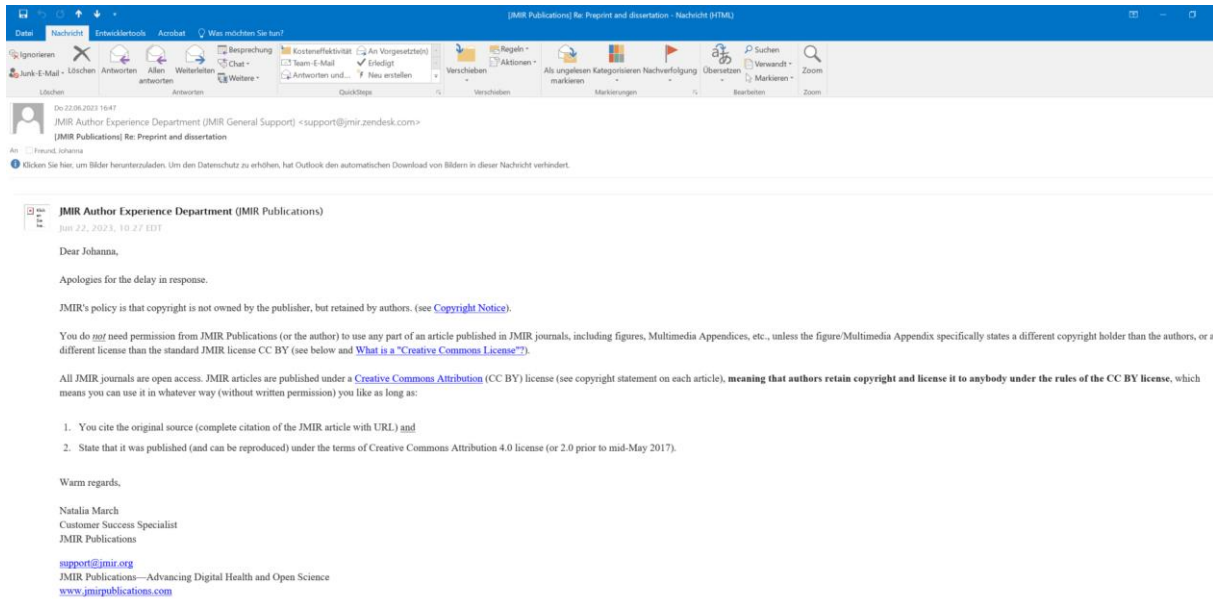 [JMIR Publications] Re: Preprint and dissertation - Nachricht (HTML)
Datei Nachricht Entwicklertools Acrobat Was möchten Sie tun?
Ignorieren
Junk-E-Mail
Löschen
Antworten
Allen antworten
Weiterleiten
Besprechung
Chat
Weitere
Kosteneffektivität
Team-E-Mail
Antworten und...
An Vorgesetzte(n)
Erledigt
Neu erstellen
Verschieben
Regeln
Aktionen
Als ungelesen markieren
Kategorisieren
Nachverfolgung
Übersetzen
Suchen
Verwandt
Markieren
Zoom
Löschen Antworten QuickSteps Verschieben Markierungen Bearbeiten Zoom
Do 22.06.2023 16:47
JMIR Author Experience Department (JMIR General Support) <support@jmir.zendesk.com>
[JMIR Publications] Re: Preprint and dissertation
An Freund, Johanna
Klicken Sie hier, um Bilder herunterzuladen. Um den Datenschutz zu erhöhen, hat Outlook den automatischen Download von Bildern in dieser Nachricht verhindert.
JMIR Author Experience Department (JMIR Publications)
Jun 22, 2023, 10:27 EDT
Dear Johanna,
Apologies for the delay in response.
JMIR's policy is that copyright is not owned by the publisher, but retained by authors. (see Copyright Notice).
You do not need permission from JMIR Publications (or the author) to use any part of an article published in JMIR journals, including figures, Multimedia Appendices, etc., unless the figure/Multimedia Appendix specifically states a different copyright holder than the authors, or a
different license than the standard JMIR license CC BY (see below and What is a "Creative Commons License"?).
All JMIR journals are open access. JMIR articles are published under a Creative Commons Attribution (CC BY) license (see copyright statement on each article), meaning that authors retain copyright and license it to anybody under the rules of the CC BY license, which
means you can use it in whatever way (without written permission) you like as long as:
1. You cite the original source (complete citation of the JMIR article with URL) and
2. State that it was published (and can be reproduced) under the terms of Creative Commons Attribution 4.0 license (or 2.0 prior to mid-May 2017).
Warm regards,
Natalia March
Customer Success Specialist
JMIR Publications
support@jmir.org
JMIR Publications—Advancing Digital Health and Open Science
www.jmirpublications.com